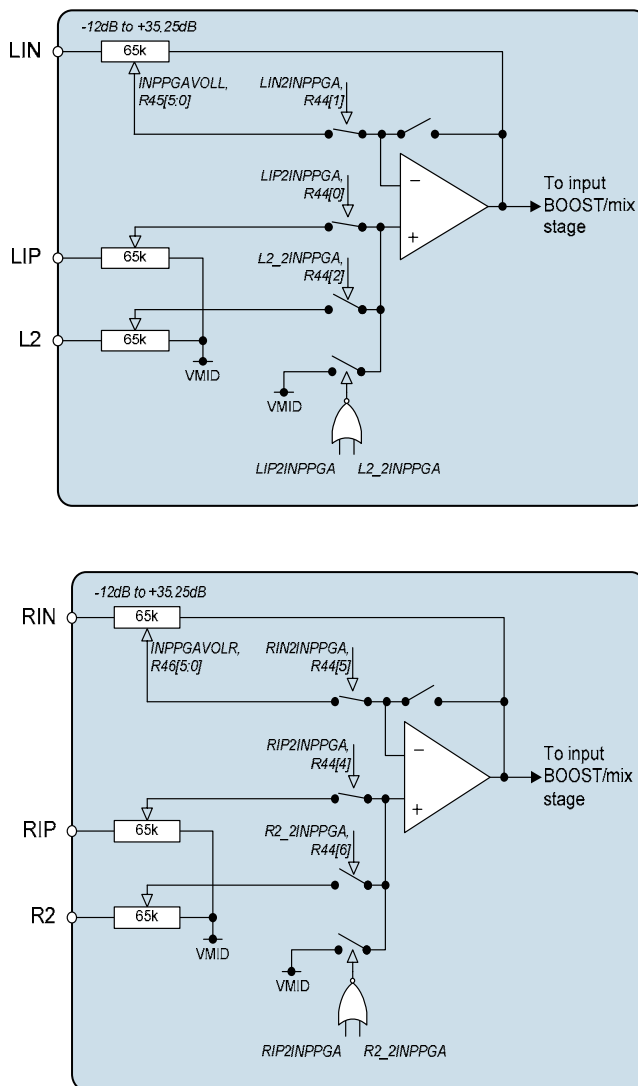 -12dB to +35.25dB
LIN
65k
INPPGAVOLL,
R45[5:0]
LIN2INPPGA,
R44[1]
LIP2INPPGA,
R44[0]
−
+
To input
BOOST/mix
stage
LIP
65k
L2_2INPPGA,
R44[2]
L2
65k
VMID
VMID
LIP2INPPGA
L2_2INPPGA
-12dB to +35.25dB
RIN
65k
INPPGAVOLR,
R46[5:0]
RIN2INPPGA,
R44[5]
RIP2INPPGA,
R44[4]
−
+
To input
BOOST/mix
stage
RIP
65k
R2_2INPPGA,
R44[6]
R2
65k
VMID
VMID
RIP2INPPGA
R2_2INPPGA